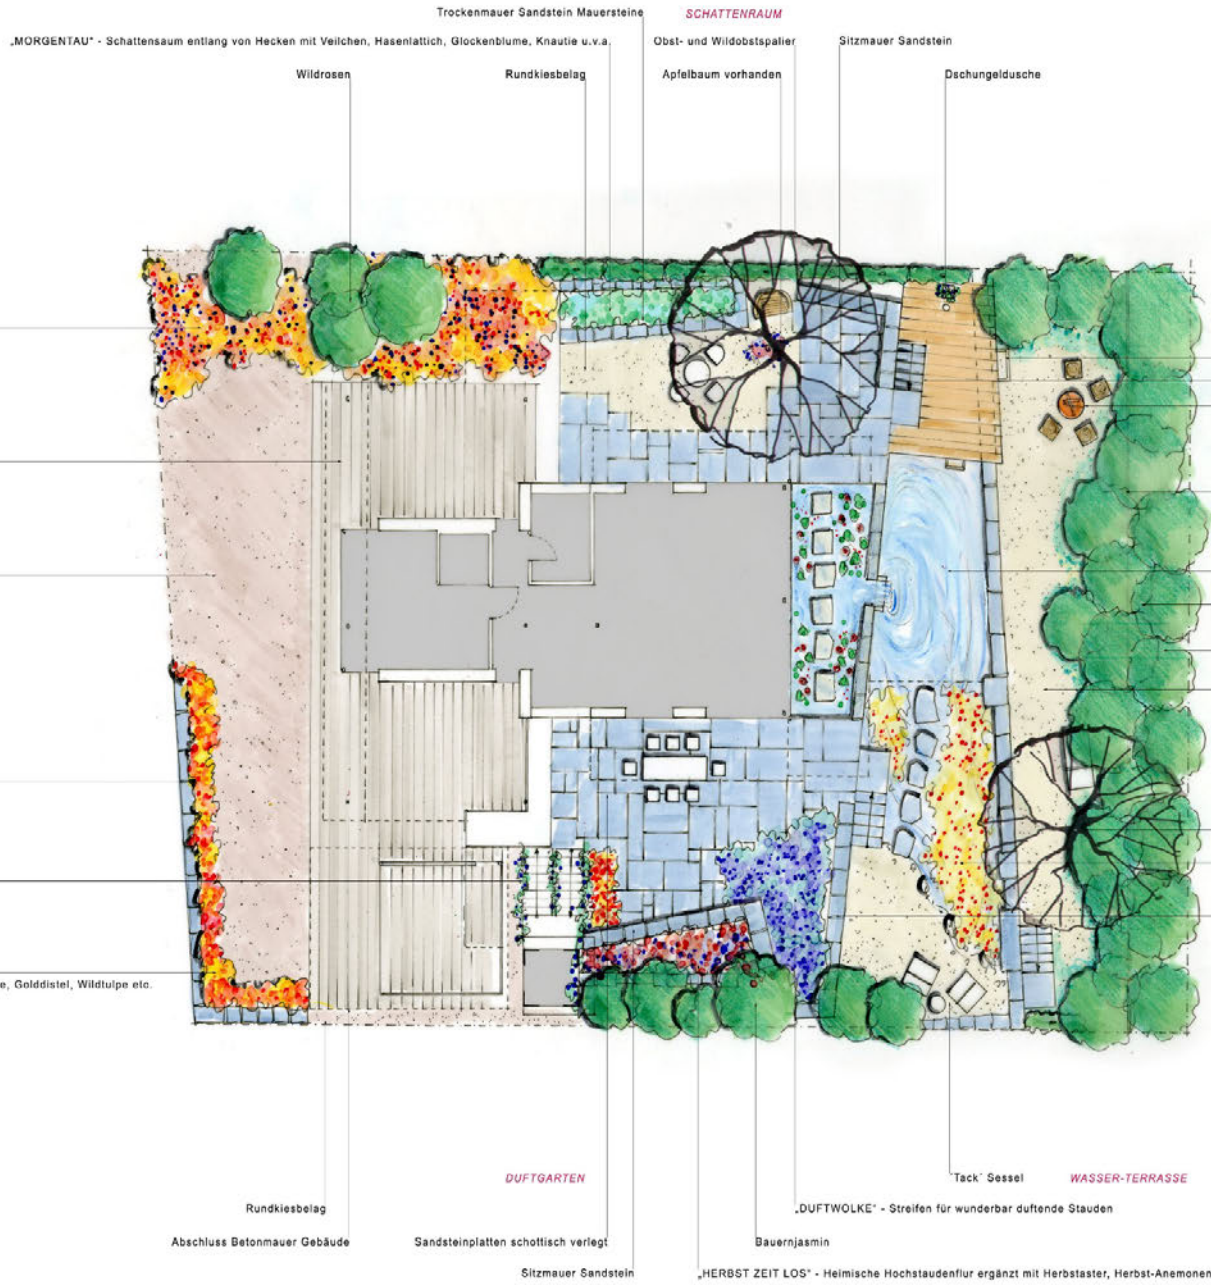 Trockenmauer Sandstein Mauersteine
SCHATTENRAUM
„MORGENTAU" - Schattensaum entlang von Hecken mit Veilchen, Hasenlattich, Glockenblume, Knautie u.v.a.
Obst- und Wildobstspalier
Sitzmauer Sandstein
Wildrosen
Rundkiesbelag
Apfelbaum vorhanden
Dschungeldusche
e, Golddistel, Wildtulpe etc.
DUFTGARTEN
"Tack" Sessel
WASSER-TERRASSE
Rundkiesbelag
„DUFTWOLKE" - Streifen für wunderbar duftende Stauden
Abschluss Betonmauer Gebäude
Sandsteinplatten schottisch verlegt
Bauernjasmin
Sitzmauer Sandstein
„HERBST ZEIT LOS" - Heimische Hochstaudenflur ergänzt mit Herbstaster, Herbst-Anemonen